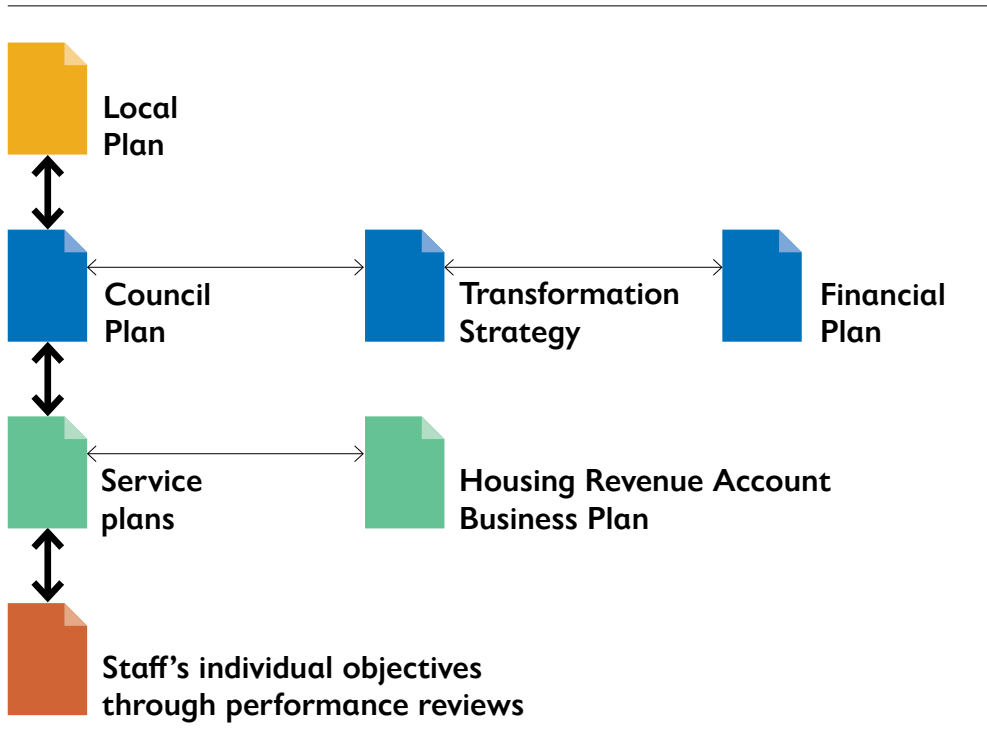 Local
Plan
Council
Plan
Transformation
Strategy
Financial
Plan
Service
plans
Housing Revenue Account
Business Plan
Staff’s individual objectives
through performance reviews